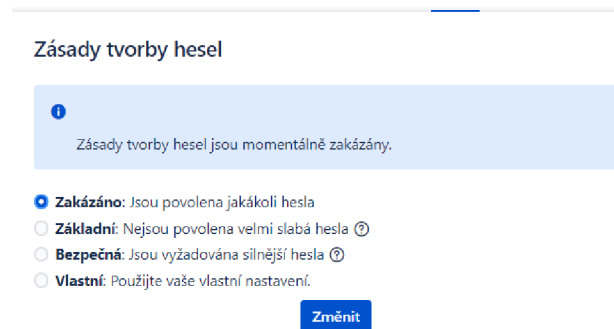 Zásady tvorby hesel
Zásady tvorby hesel jsou momentálně zakázány.
Zakázáno: Jsou povolena jakákoli hesla
Základní: Nejsou povolena velmi slabá hesla
Bezpečná: Jsou vyžadována silnější hesla
Vlastní: Použijte vaše vlastní nastavení.
Změnit